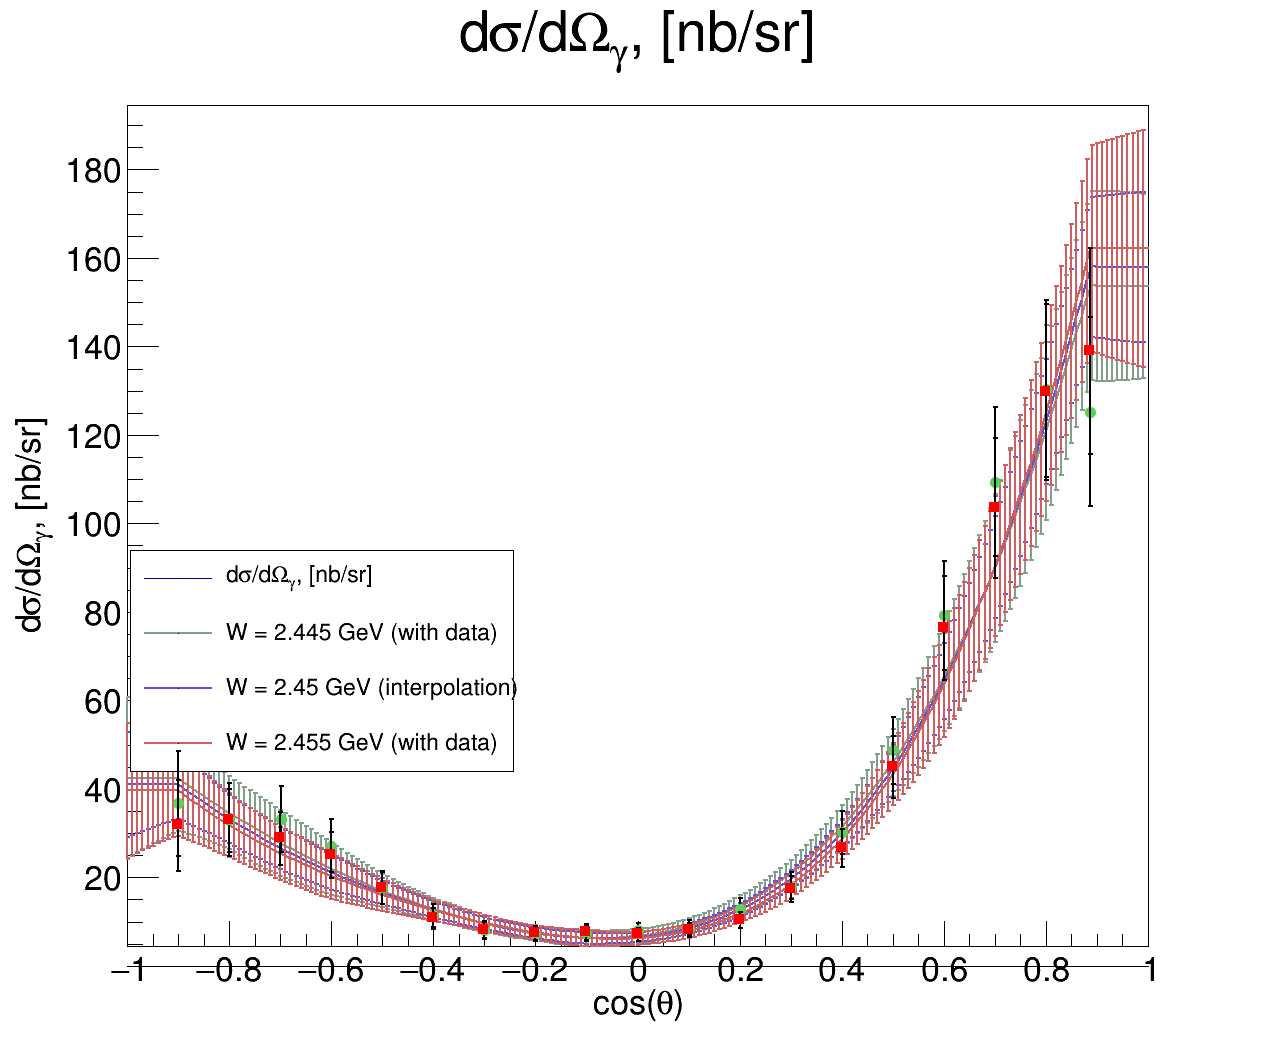 dσ/dΩγ, [nb/sr]
dσ/dΩγ, [nb/sr]
180
160
140
120
100
80
60
40
20
dσ/dΩγ, [nb/sr]
W = 2.445 GeV (with data)
W = 2.45 GeV (interpolation)
W = 2.455 GeV (with data)
−1 −0.8 −0.6 −0.4 −0.2 0 0.2 0.4 0.6 0.8 1
cos(θ)